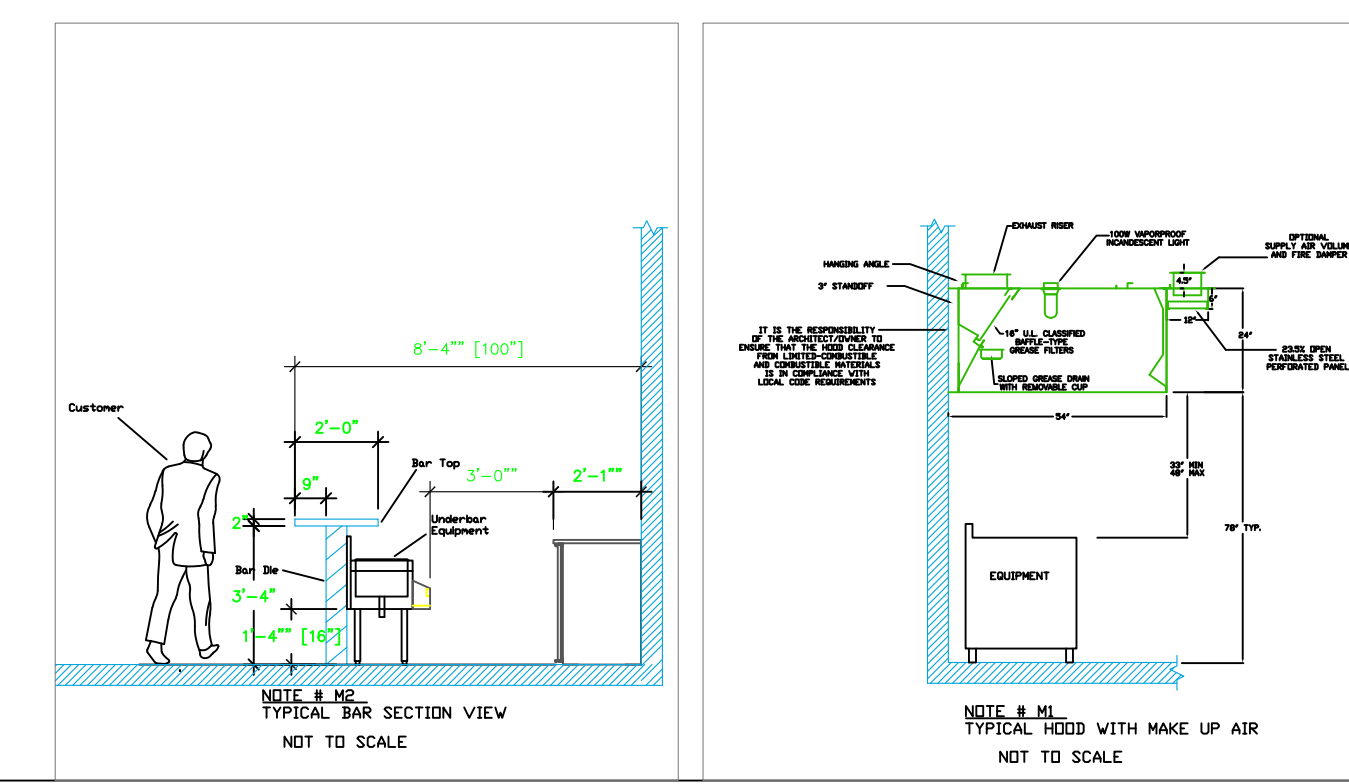 8'-4"" [100"]
Customer
2'-0"
Bar Top
3'-0""
2'-1""
9"
2"
Underbar
Equipment
Bar Die
3'-4"
1'-4"" [16"]
NOTE # M2
TYPICAL BAR SECTION VIEW
NOT TO SCALE
EXHAUST RISER
100W VAPORPROOF
INCANDESCENT LIGHT
OPTIONAL
SUPPLY AIR VOLUM
AND FIRE DAMPER
HANGING ANGLE
3" STANDOFF
4.5"
6"
12"
24"
IT IS THE RESPONSIBILITY
OF THE ARCHITECT/OWNER TO
ENSURE THAT THE HOOD CLEARANCE
FROM LIMITED-COMBUSTIBLE
AND COMBUSTIBLE MATERIALS
IS IN COMPLIANCE WITH
LOCAL CODE REQUIREMENTS
16" U.L. CLASSIFIED
BAFFLE-TYPE
GREASE FILTERS
23.5% OPEN
STAINLESS STEEL
PERFORATED PANEL
SLOPED GREASE DRAIN
WITH REMOVABLE CUP
54"
33" MIN
48" MAX
78" TYP.
EQUIPMENT
NOTE # M1
TYPICAL HOOD WITH MAKE UP AIR
NOT TO SCALE